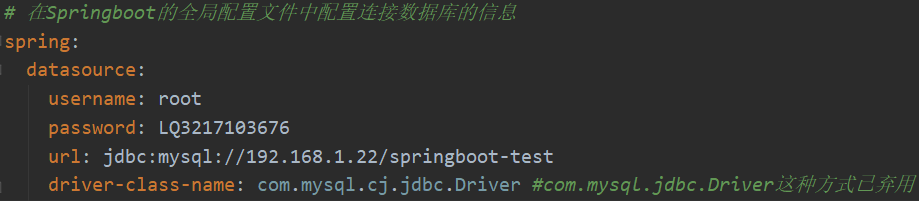 # 在Springboot的全局配置文件中配置连接数据库的信息
spring:
  datasource:
    username: root
    password: LQ3217103676
    url: jdbc:mysql://192.168.1.22/springboot-test
    driver-class-name: com.mysql.cj.jdbc.Driver #com.mysql.jdbc.Driver这种方式已弃用